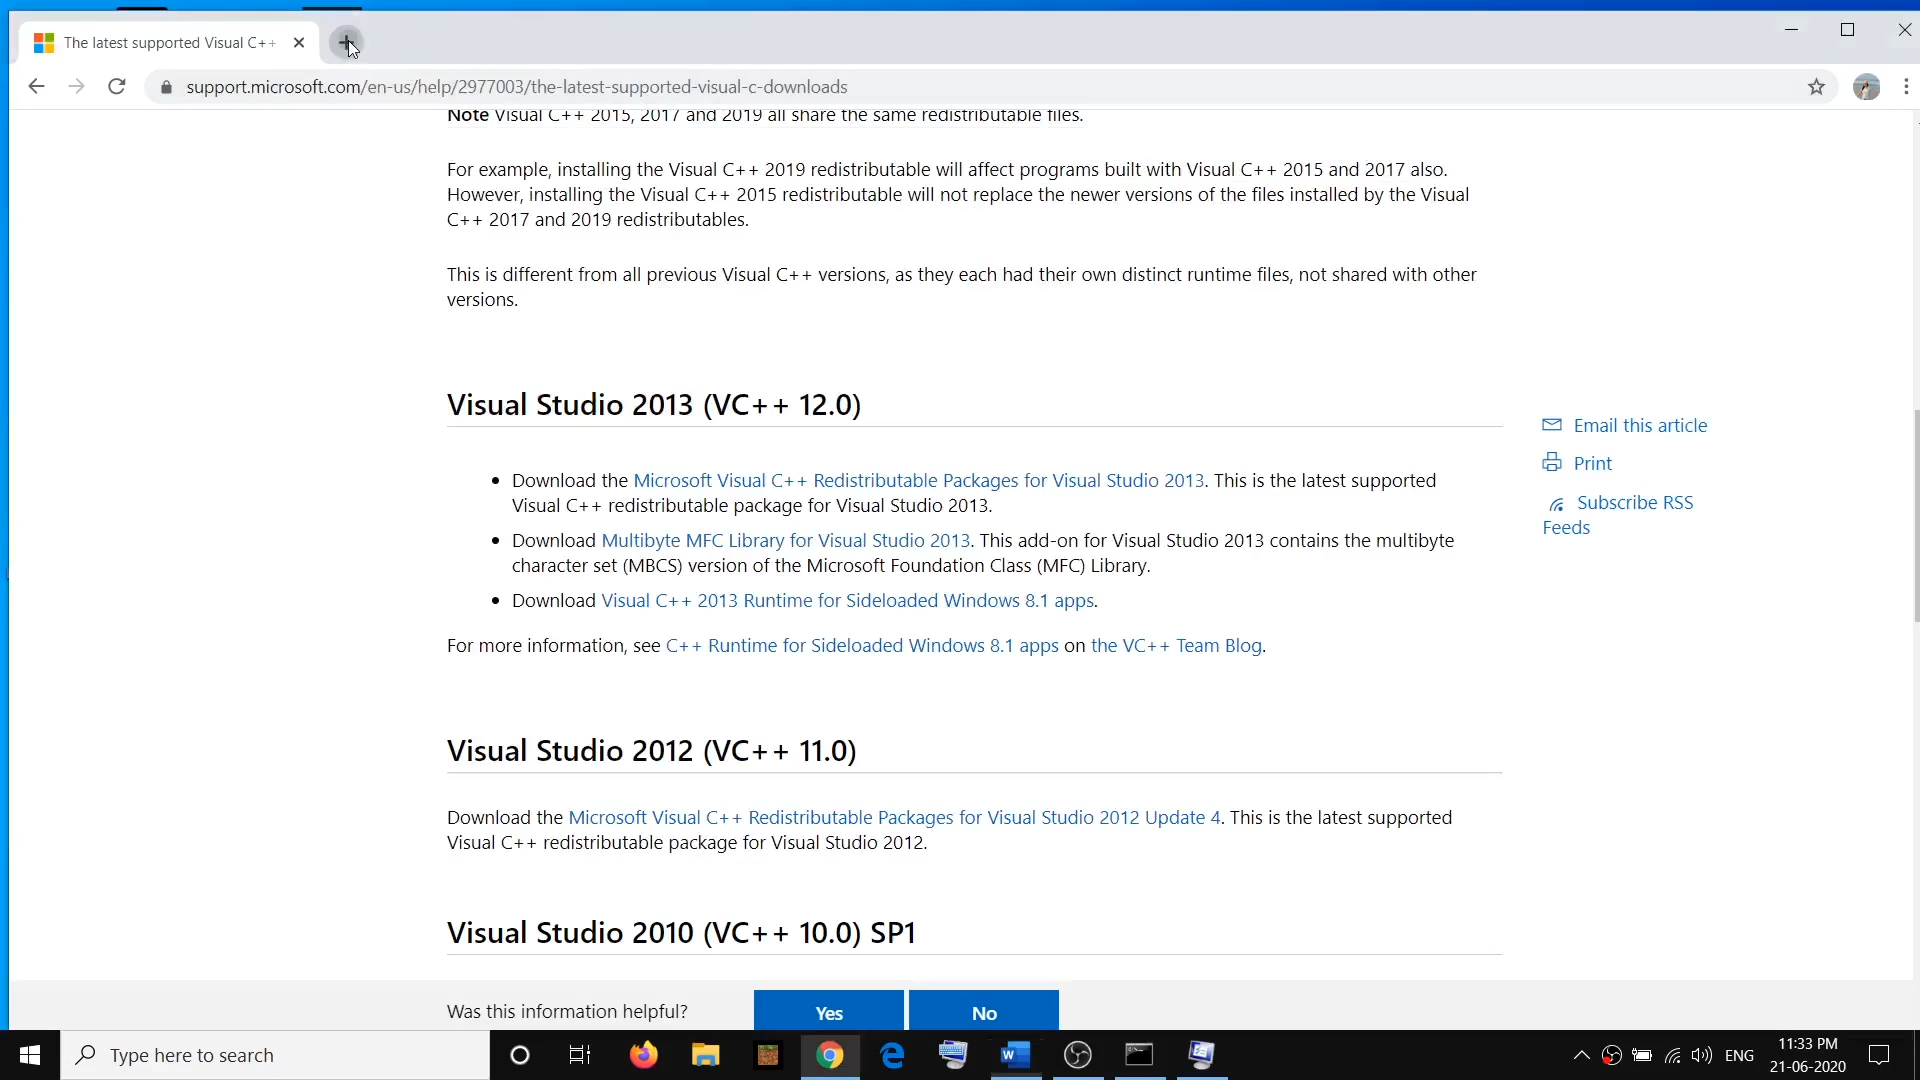 The latest supported Visual C++
support.microsoft.com/en-us/help/2977003/the-latest-supported-visual-c-downloads
Note Visual C++ 2015, 2017 and 2019 all share the same redistributable files.
For example, installing the Visual C++ 2019 redistributable will affect programs built with Visual C++ 2015 and 2017 also.
However, installing the Visual C++ 2015 redistributable will not replace the newer versions of the files installed by the Visual
C++ 2017 and 2019 redistributables.
This is different from all previous Visual C++ versions, as they each had their own distinct runtime files, not shared with other
versions.
Visual Studio 2013 (VC++ 12.0)
Download the Microsoft Visual C++ Redistributable Packages for Visual Studio 2013. This is the latest supported
Visual C++ redistributable package for Visual Studio 2013.
Download Multibyte MFC Library for Visual Studio 2013. This add-on for Visual Studio 2013 contains the multibyte
character set (MBCS) version of the Microsoft Foundation Class (MFC) Library.
Download Visual C++ 2013 Runtime for Sideloaded Windows 8.1 apps.
For more information, see C++ Runtime for Sideloaded Windows 8.1 apps on the VC++ Team Blog.
Email this article
Print
Subscribe RSS
Feeds
Visual Studio 2012 (VC++ 11.0)
Download the Microsoft Visual C++ Redistributable Packages for Visual Studio 2012 Update 4. This is the latest supported
Visual C++ redistributable package for Visual Studio 2012.
Visual Studio 2010 (VC++ 10.0) SP1
Was this information helpful?
Yes
No
Type here to search
ENG
11:33 PM
21-06-2020